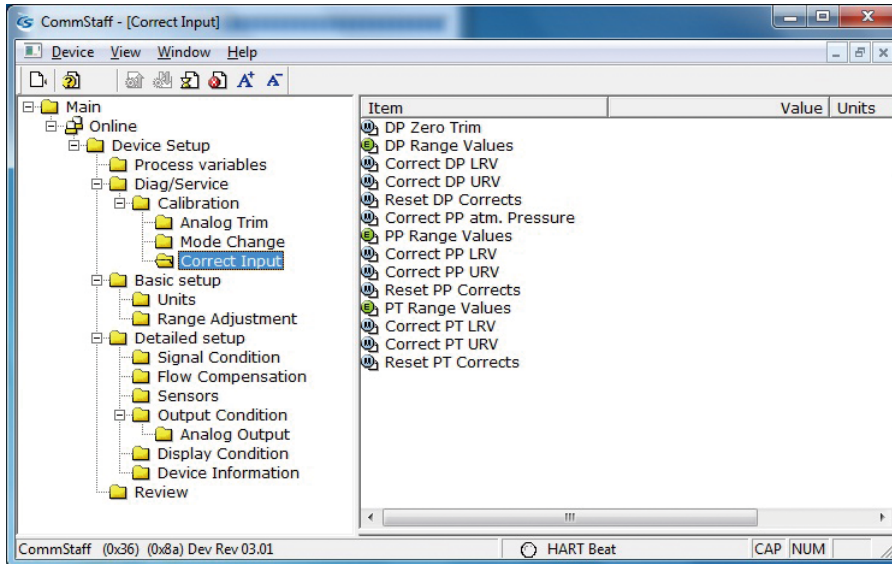 CommStaff - [Correct Input]
Device View Window Help
Main
Online
Device Setup
Process variables
Diag/Service
Calibration
Analog Trim
Mode Change
Correct Input
Basic setup
Units
Range Adjustment
Detailed setup
Signal Condition
Flow Compensation
Sensors
Output Condition
Analog Output
Display Condition
Device Information
Review
Item Value Units
DP Zero Trim
DP Range Values
Correct DP LRV
Correct DP URV
Reset DP Corrects
Correct PP atm. Pressure
PP Range Values
Correct PP LRV
Correct PP URV
Reset PP Corrects
PT Range Values
Correct PT LRV
Correct PT URV
Reset PT Corrects
CommStaff (0x36) (0x8a) Dev Rev 03.01 HART Beat CAP NUM